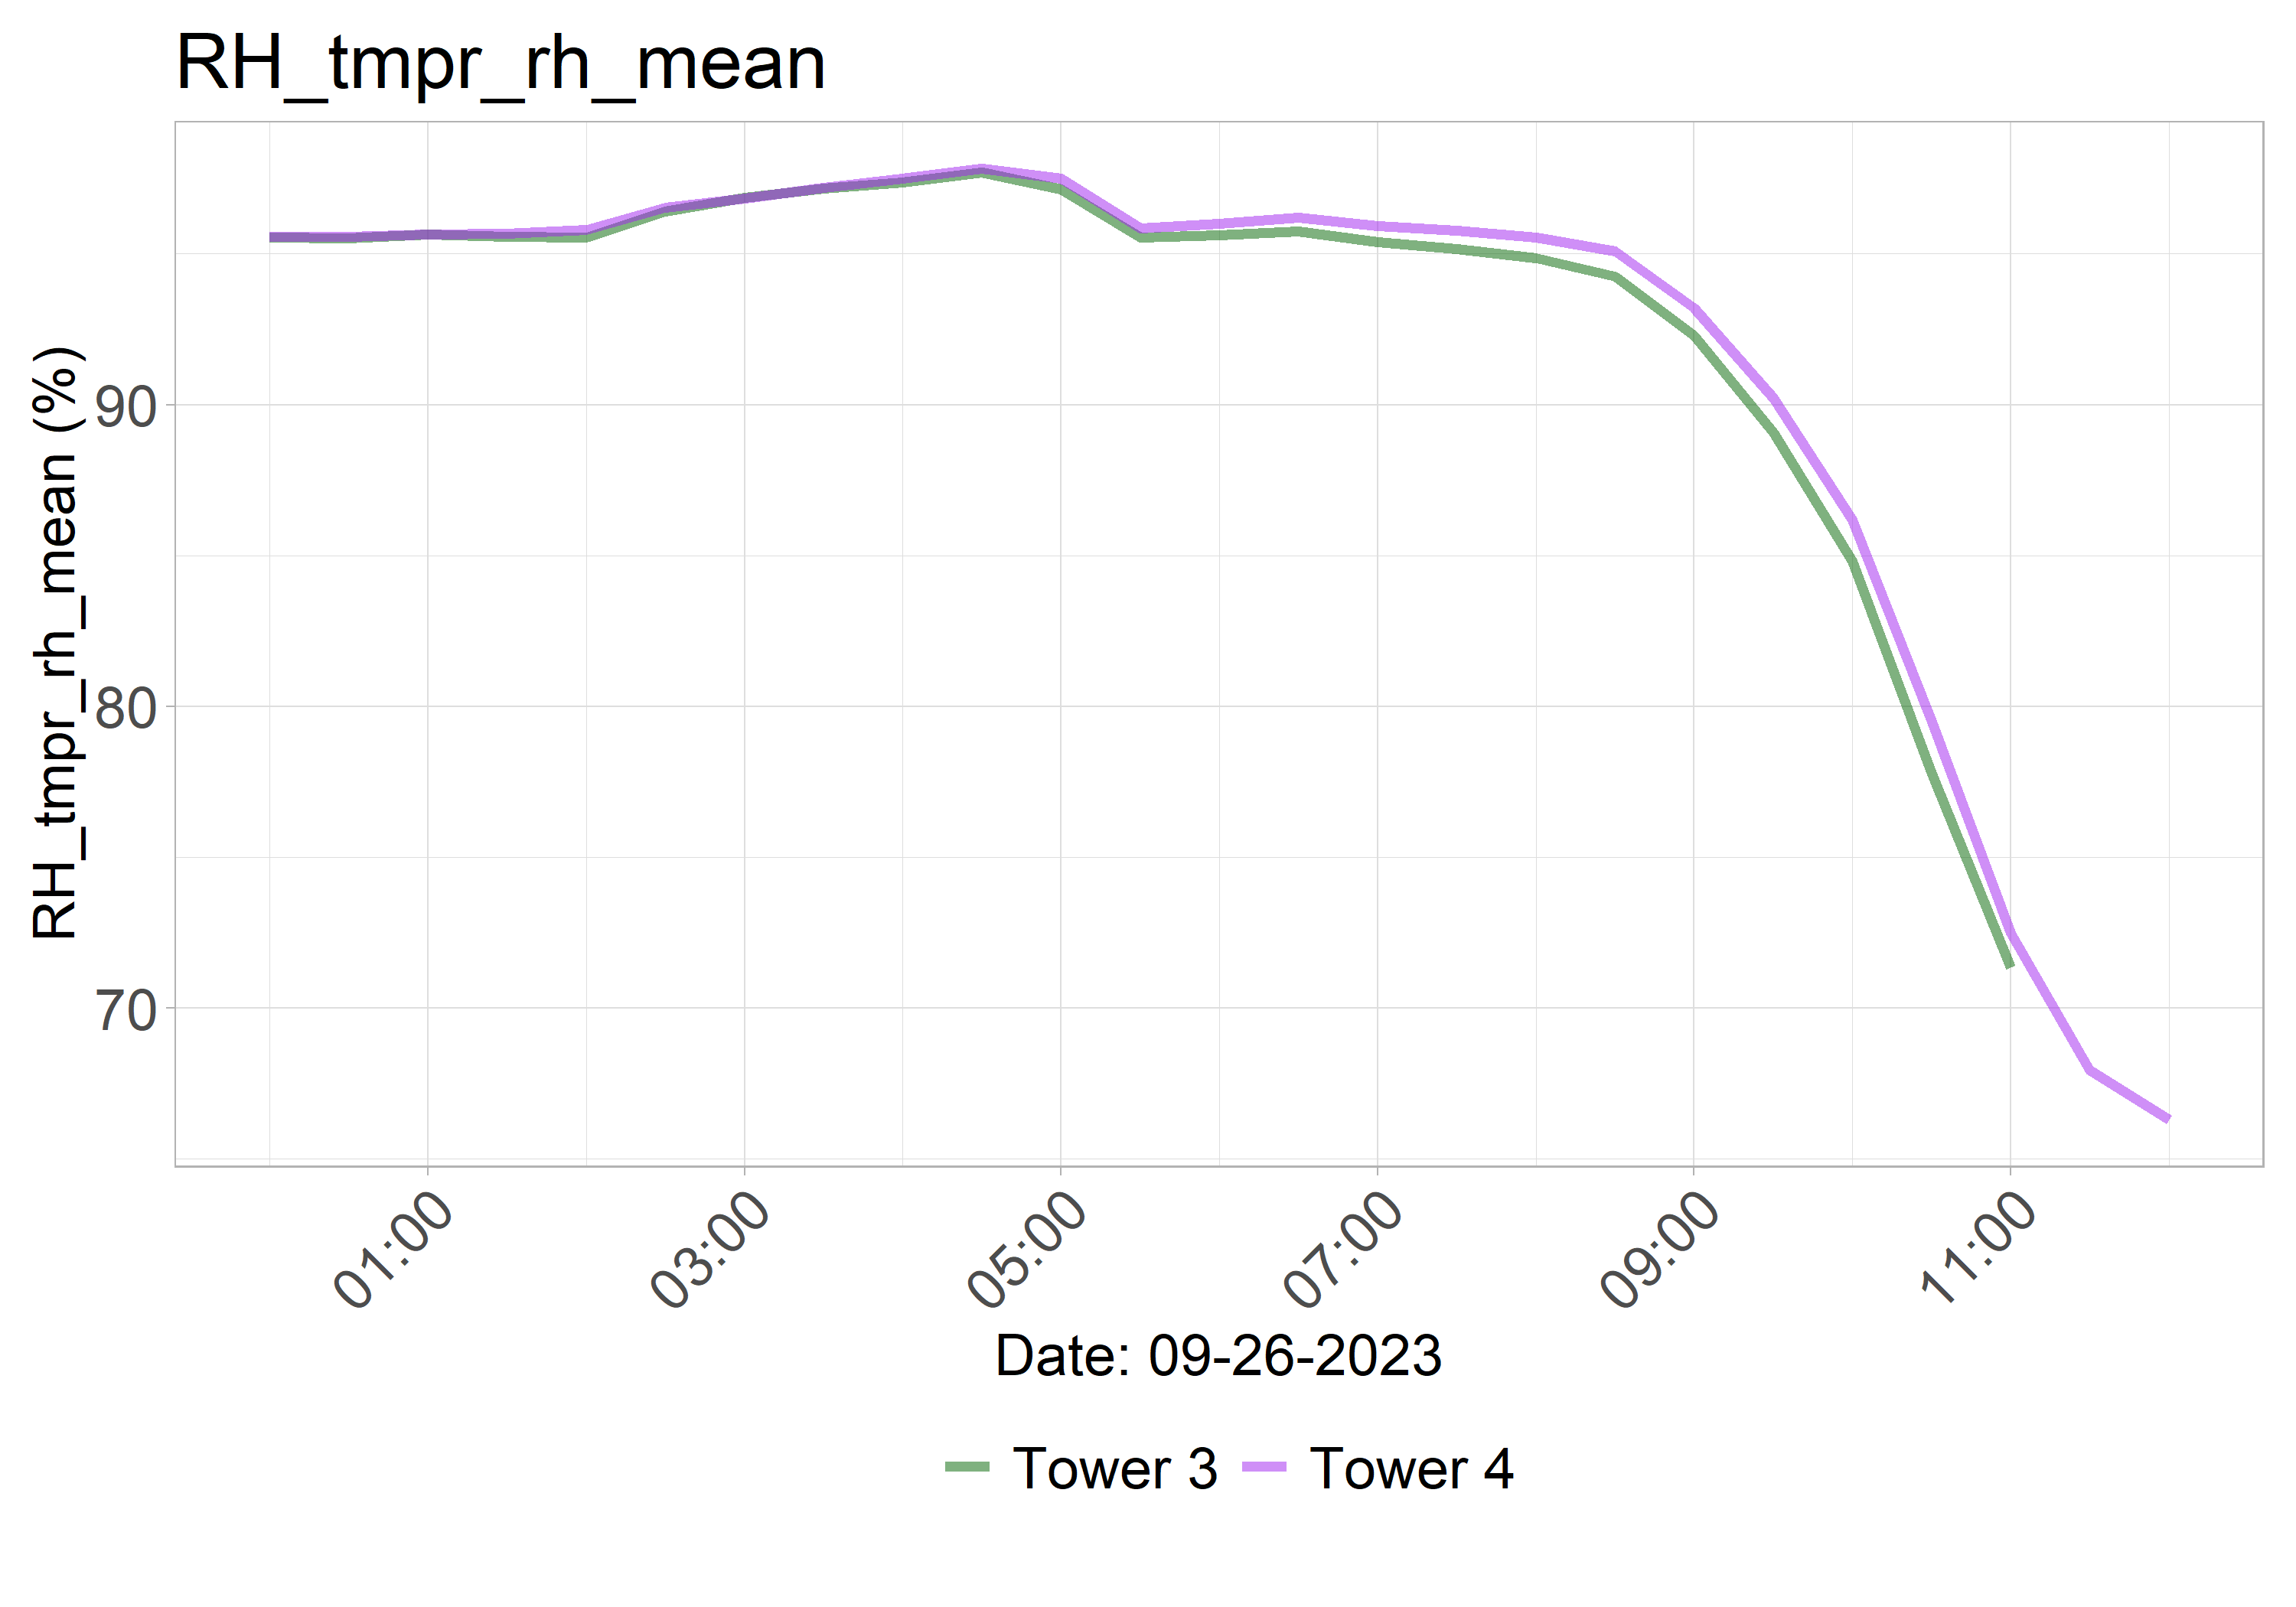 RH_tmpr_rh_mean
RH_tmpr_rh_mean (%)
90
80
70
01:00
03:00
05:00
07:00
09:00
11:00
Date: 09-26-2023
Tower 3
Tower 4